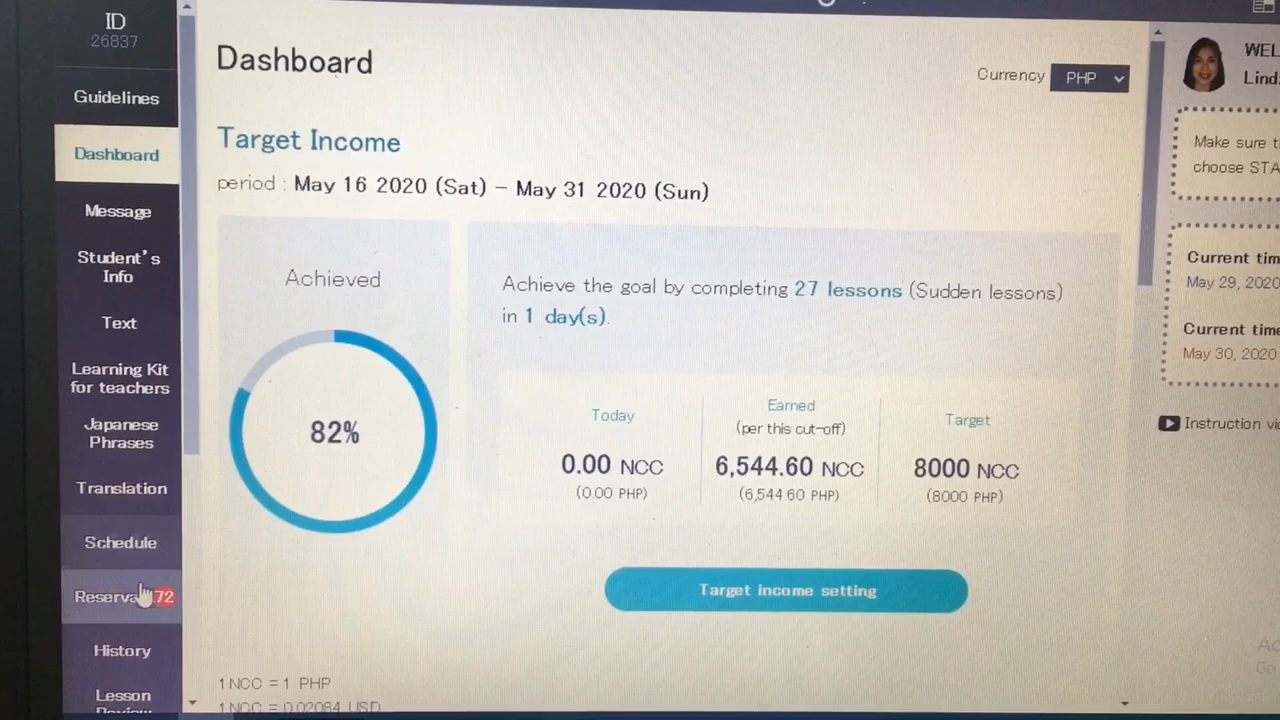 ID
26837
Guidelines
Dashboard
Message
Student's
Info
Text
Learning Kit
for teachers
Japanese
Phrases
Translation
Schedule
72
History
Lesson
Dashboard
Currency PHP
Target Income
period : May 16 2020 (Sat) - May 31 2020 (Sun)
Achieved
82%
Achieve the goal by completing 27 lessons (Sudden lessons)
in 1 day(s).
Today
0.00 NCC
(0.00 PHP)
Earned
(per this cut-off)
6,544.60 NCC
(6,544.60 PHP)
Target
8000 NCC
(8000 PHP)
Target income setting
1 NCC = 1 PHP
1 NCC = 0.02084 USD
WEL
Lind
Make sure t
choose STA
Current tim
May 29, 2020
Current time
May 30, 2020
Instruction vi